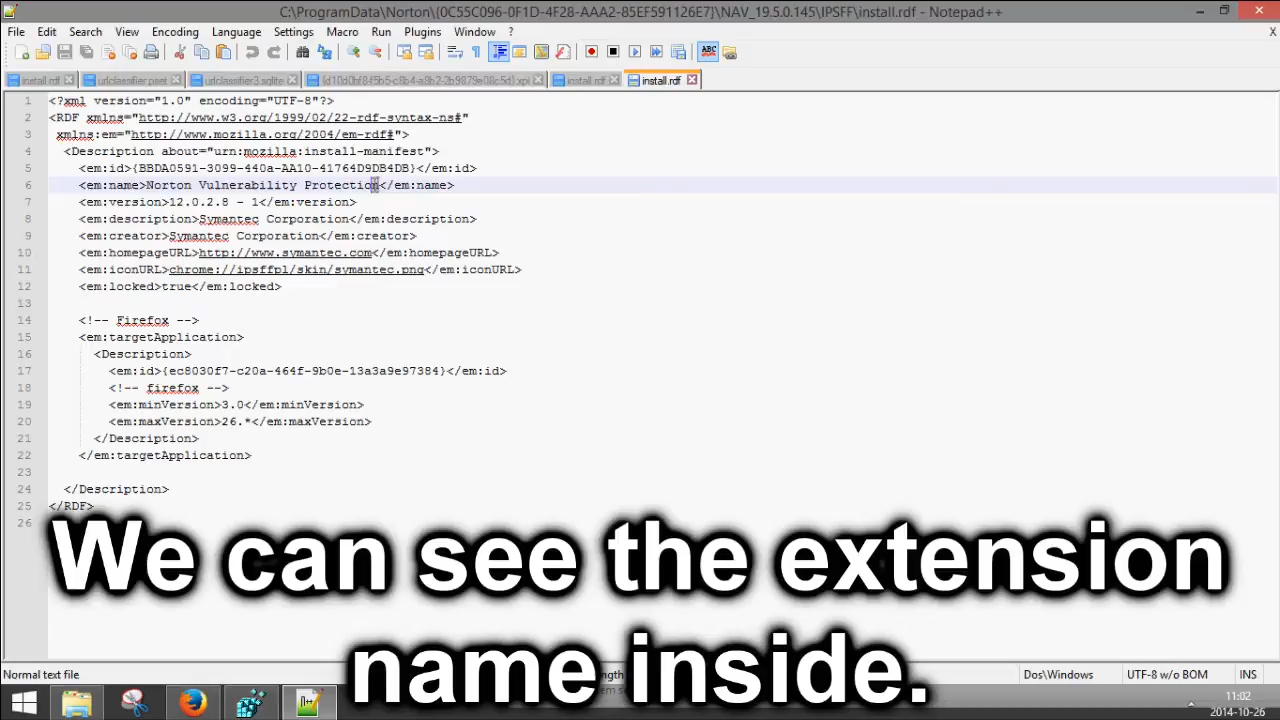 C:\ProgramData\Norton\{0C55C096-0F1D-4F28-AAA2-85EF591126E7}\NAV_19.5.0.145\IPSFF\install.rdf - Notepad++
File Edit Search View Encoding Language Settings Macro Run Plugins Window ? X
install.rdf urlclassifier.pset urlclassifier3.sqlite install.rdf install.rdf
1 <?xml version="1.0" encoding="UTF-8"?>
2 <RDF xmlns="http://www.w3.org/1999/02/22-rdf-syntax-ns#"
3 xmlns:em="http://www.mozilla.org/2004/em-rdf#">
4 <Description about="urn:mozilla:install-manifest">
5 <em:id>{BBDA0591-3099-440a-AA10-41764D9DB4DB}</em:id>
6 <em:name>Norton Vulnerability Protection</em:name>
7 <em:version>12.0.2.8 - 1</em:version>
8 <em:description>Symantec Corporation</em:description>
9 <em:creator>Symantec Corporation</em:creator>
10 <em:homepageURL>http://www.symantec.com</em:homepageURL>
11 <em:iconURL>chrome://ipsffpl/skin/symantec.png</em:iconURL>
12 <em:locked>true</em:locked>
13
14 <!-- Firefox -->
15 <em:targetApplication>
16 <Description>
17 <em:id>{ec8030f7-c20a-464f-9b0e-13a3a9e97384}</em:id>
18 <!-- firefox -->
19 <em:minVersion>3.0</em:minVersion>
20 <em:maxVersion>26.*</em:maxVersion>
21 </Description>
22 </em:targetApplication>
23
24 </Description>
25 </RDF>
26
We can see the extension
name inside.
Normal text file Dos\Windows UTF-8 w/o BOM INS
11:02
2014-10-26